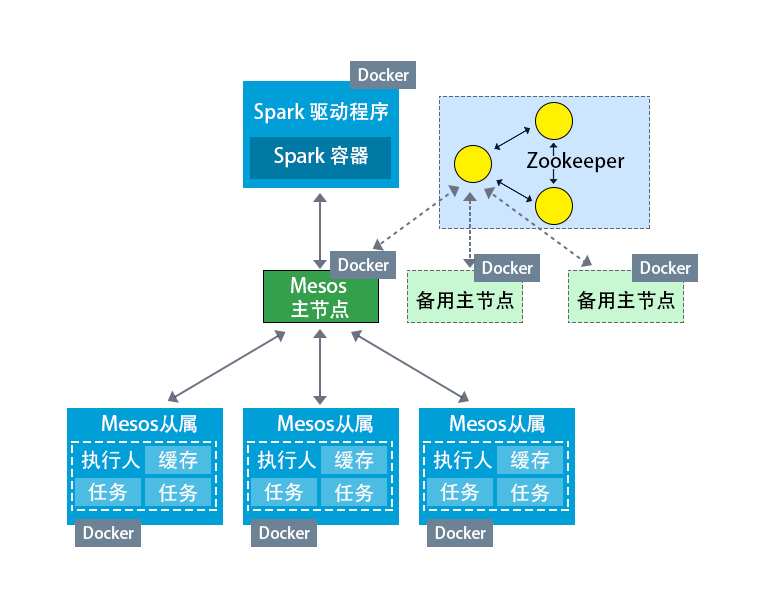 Docker
Spark 驱动程序
Spark 容器
Zookeeper
Docker
Mesos
主节点
Docker
备用主节点
Docker
备用主节点
Mesos从属
执行人 缓存
任务 任务
Docker
Mesos从属
执行人 缓存
任务 任务
Docker
Mesos从属
执行人 缓存
任务 任务
Docker